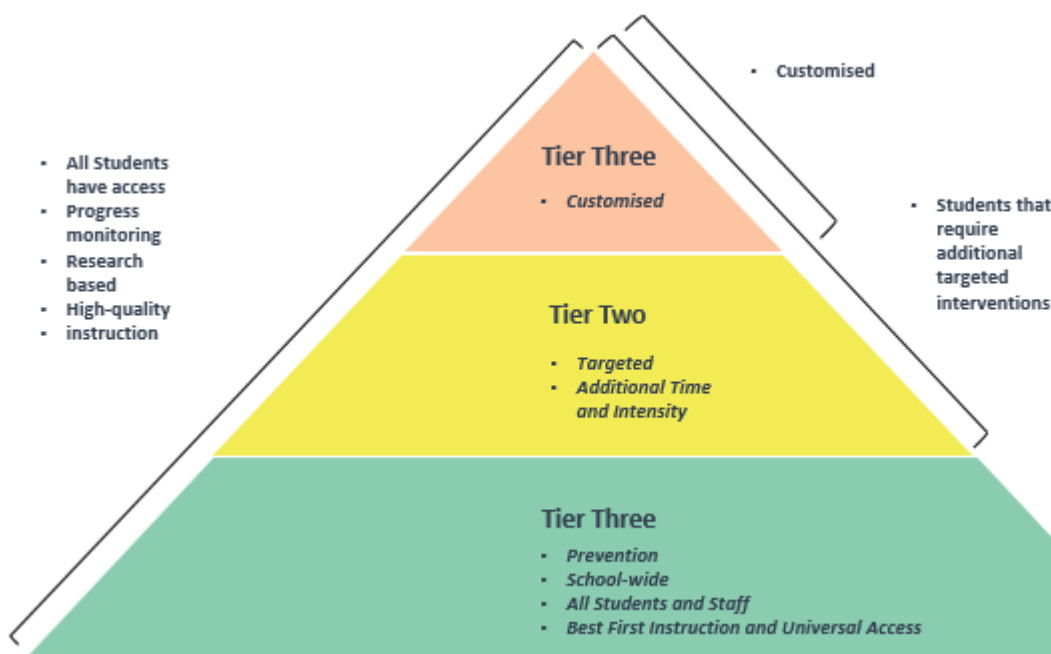 ▪ Customised
▪ All Students
have access
▪ Progress
monitoring
▪ Research
based
▪ High-quality
▪ instruction
Tier Three
▪ Customised
▪ Students that
require
additional
targeted
interventions
Tier Two
▪ Targeted
▪ Additional Time
and Intensity
Tier Three
▪ Prevention
▪ School-wide
▪ All Students and Staff
▪ Best First Instruction and Universal Access